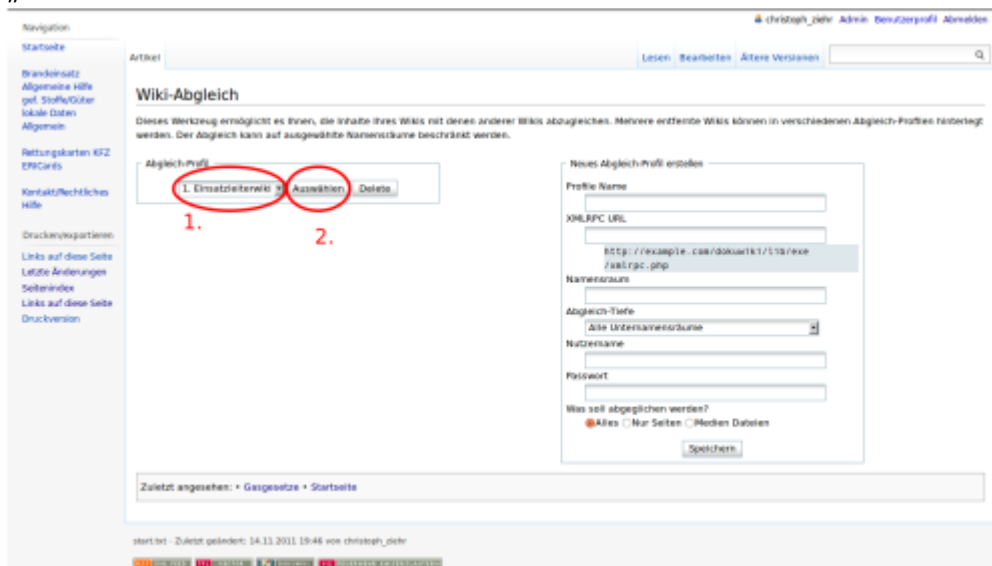 „
christoph_ziehr Admin Benutzerprofil Abmelden
Navigation
Startseite
Brandeinsatz
Allgemeine Hilfe
gef. Stoffe/Güter
lokale Daten
Allgemein
Rettungskarten KFZ
ERICards
Kontakt/Rechtliches
Hilfe
Drucken/exportieren
Links auf diese Seite
Letzte Änderungen
Seitenindex
Links auf diese Seite
Druckversion
Artikel
Lesen Bearbeiten Ältere Versionen
Wiki-Abgleich
Dieses Werkzeug ermöglicht es Ihnen, die Inhalte Ihres Wikis mit denen anderer Wikis abzugleichen. Mehrere entfernte Wikis können in verschiedenen Abgleich-Profilen hinterlegt
werden. Der Abgleich kann auf ausgewählte Namensräume beschränkt werden.
Abgleich-Profil
1. Einsatzleiterwiki Auswählen Delete
1.
2.
Neues Abgleich-Profil erstellen
Profile Name
XMLRPC URL
http://example.com/dokuwiki/lib/exe
/xmlrpc.php
Namensraum
Abgleich-Tiefe
Alle Unternamensräume
Nutzername
Passwort
Was soll abgeglichen werden?
Alles Nur Seiten Medien Dateien
Speichern
Zuletzt angesehen: • Gasgesetze • Startseite
start.txt · Zuletzt geändert: 14.11.2011 19:46 von christoph_ziehr